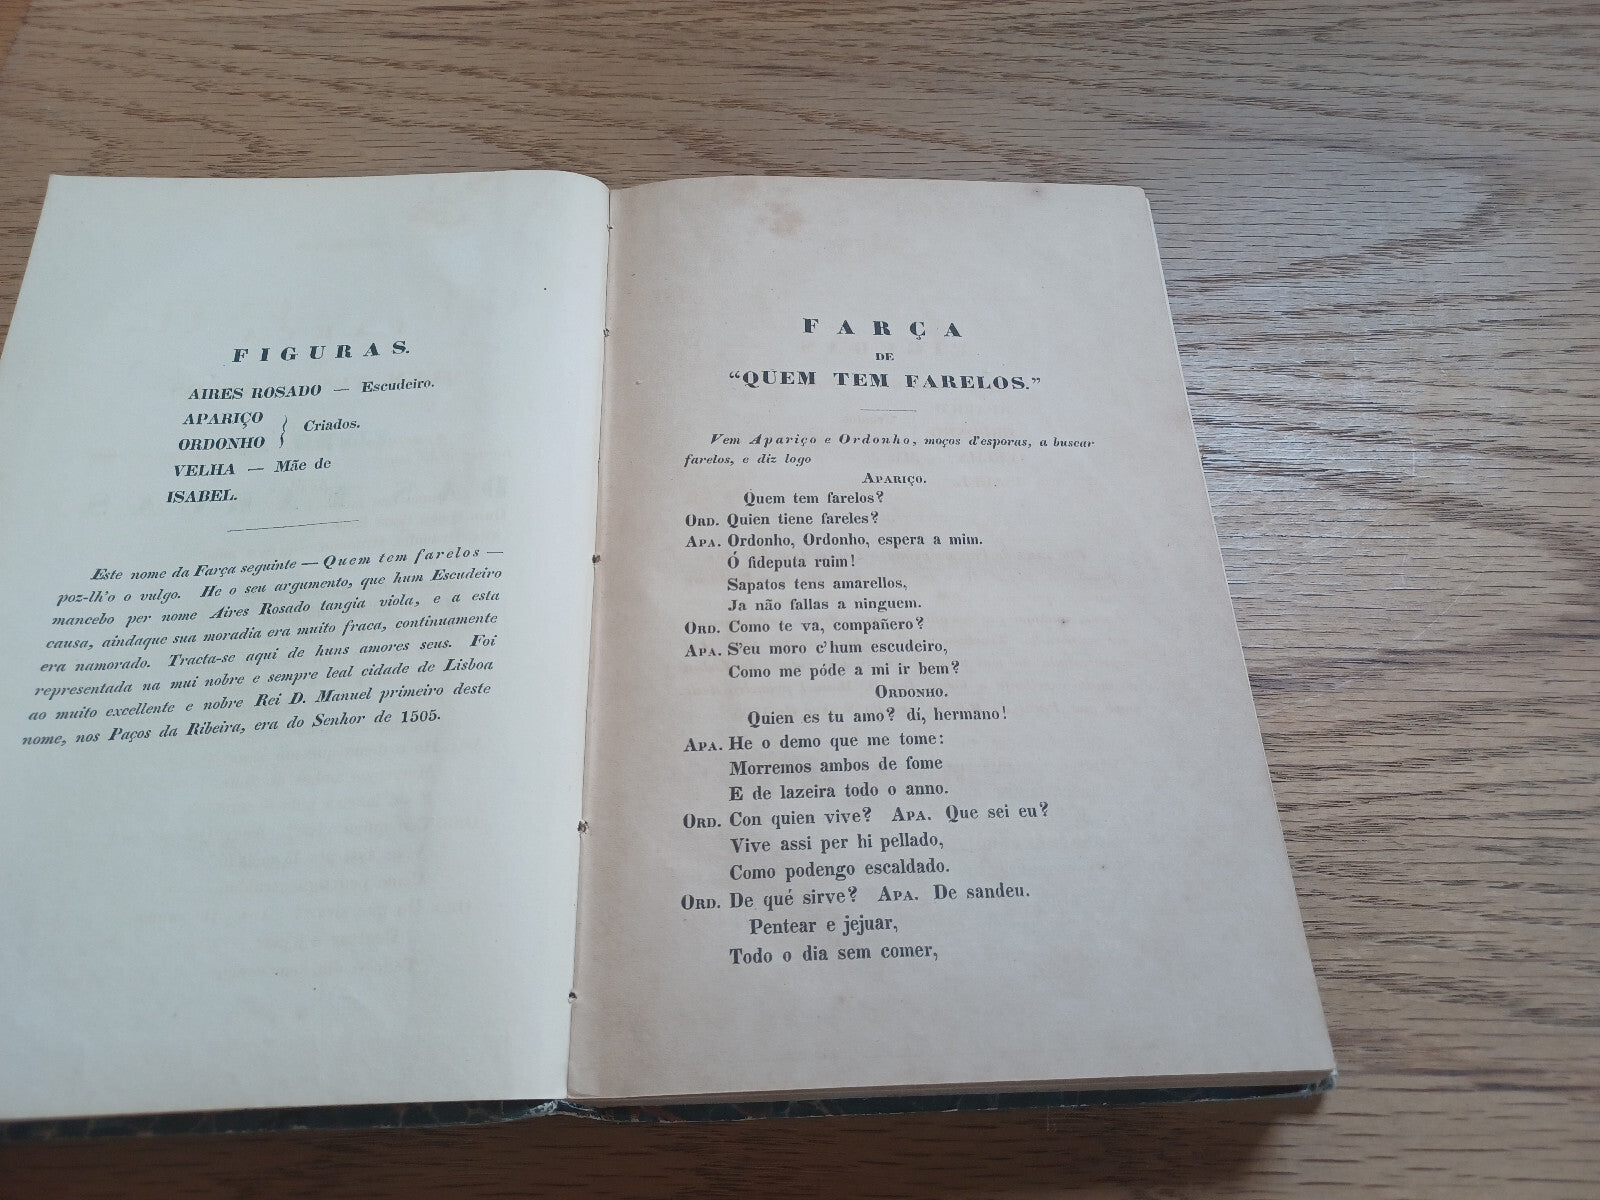 FIGURAS.
AIRES ROSADO — Escudeiro.
APARIÇO
ORDONHO } Criados.
VELHA — Mãe de
ISABEL.
Este nome da Farça seguinte — Quem tem farelos —
poz-lh'o o vulgo. He o seu argumento, que hum Escudeiro
mancebo per nome Aires Rosado tangia viola, e a esta
causa, aindaque sua moradia era muito fraca, continuamente
era namorado. Tracta-se aqui de huns amores seus. Foi
representada na mui nobre e sempre leal cidade de Lisboa
ao muito excellente e nobre Rei D. Manuel primeiro deste
nome, nos Paços da Ribeira, era do Senhor de 1505.
FARÇA
DE
“QUEM TEM FARELOS.”
Vem Apariço e Ordonho, moços d'esporas, a buscar
farelos, e diz logo
APARIÇO.
Quem tem farelos?
ORD. Quien tiene fareles?
APA. Ordonho, Ordonho, espera a mim.
Ó fideputa ruim!
Sapatos tens amarellos,
Ja não fallas a ninguem.
ORD. Como te va, compañero?
APA. S'eu moro c'hum escudeiro,
Como me póde a mi ir bem?
ORDONHO.
Quien es tu amo? dí, hermano!
APA. He o demo que me tome:
Morremos ambos de fome
E de lazeira todo o anno.
ORD. Con quien vive? APA. Que sei eu?
Vive assi per hi pellado,
Como podengo escaldado.
ORD. De qué sirve? APA. De sandeu.
Pentear e jejuar,
Todo o dia sem comer,